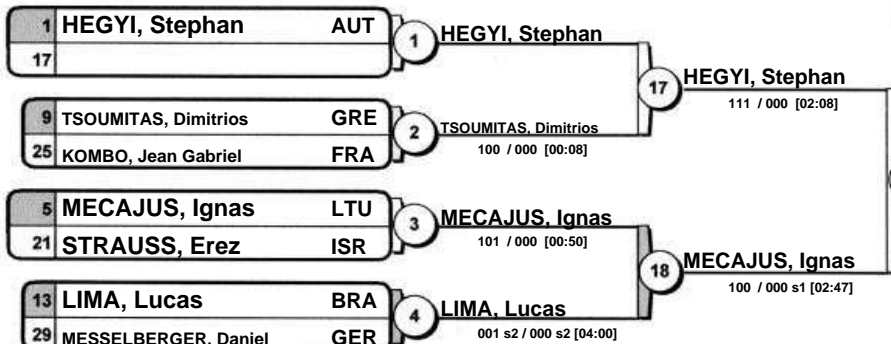 1 HEGYI, Stephan AUT
17
1 HEGYI, Stephan
9 TSOUMITAS, Dimitrios GRE
25 KOMBO, Jean Gabriel FRA
2 TSOUMITAS, Dimitrios
100 / 000 [00:08]
17 HEGYI, Stephan
111 / 000 [02:08]
5 MECAJUS, Ignas LTU
21 STRAUSS, Erez ISR
3 MECAJUS, Ignas
101 / 000 [00:50]
13 LIMA, Lucas BRA
29 MESSELBERGER, Daniel GER
4 LIMA, Lucas
001 s2 / 000 s2 [04:00]
18 MECAJUS, Ignas
100 / 000 s1 [02:47]